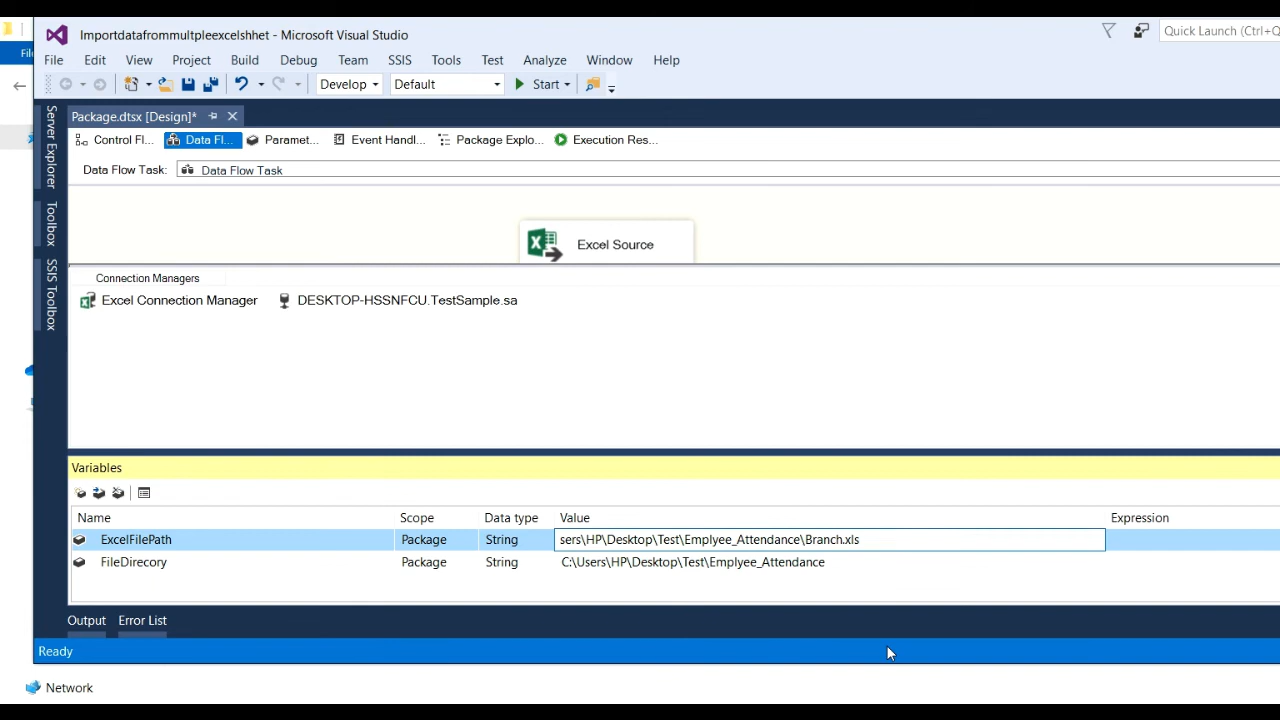 Importdatafrommultpleexcelshhet - Microsoft Visual Studio
Quick Launch (Ctrl+Q
File Edit View Project Build Debug Team SSIS Tools Test Analyze Window Help
Develop Default Start
Package.dtsx [Design]*
Control Fl... Data Fl... Paramet... Event Handl... Package Explo... Execution Res...
Data Flow Task: Data Flow Task
Server Explorer
Toolbox
SSIS Toolbox
Excel Source
Connection Managers
Excel Connection Manager DESKTOP-HSSNFCU.TestSample.sa
Variables
Name Scope Data type Value Expression
ExcelFilePath Package String sers\HP\Desktop\Test\Emplyee_Attendance\Branch.xls
FileDirecory Package String C:\Users\HP\Desktop\Test\Emplyee_Attendance
Output Error List
Ready
Network